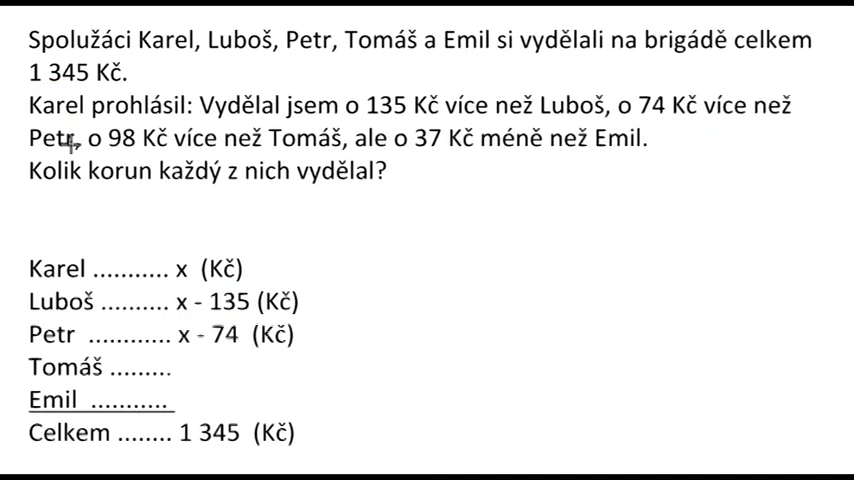 Spolužáci Karel, Luboš, Petr, Tomáš a Emil si vydělali na brigádě celkem
1 345 Kč.
Karel prohlásil: Vydělal jsem o 135 Kč více než Luboš, o 74 Kč více než
Petr, o 98 Kč více než Tomáš, ale o 37 Kč méně než Emil.
Kolik korun každý z nich vydělal?
Karel ........... x (Kč)
Luboš .......... x - 135 (Kč)
Petr ............ x - 74 (Kč)
Tomáš .........
Emil ...........
Celkem ........ 1 345 (Kč)